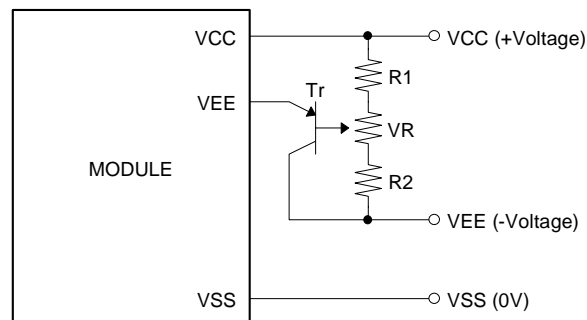 VCC
VCC (+Voltage)
R1
Tr
VEE
VR
MODULE
R2
VEE (-Voltage)
VSS
VSS (0V)